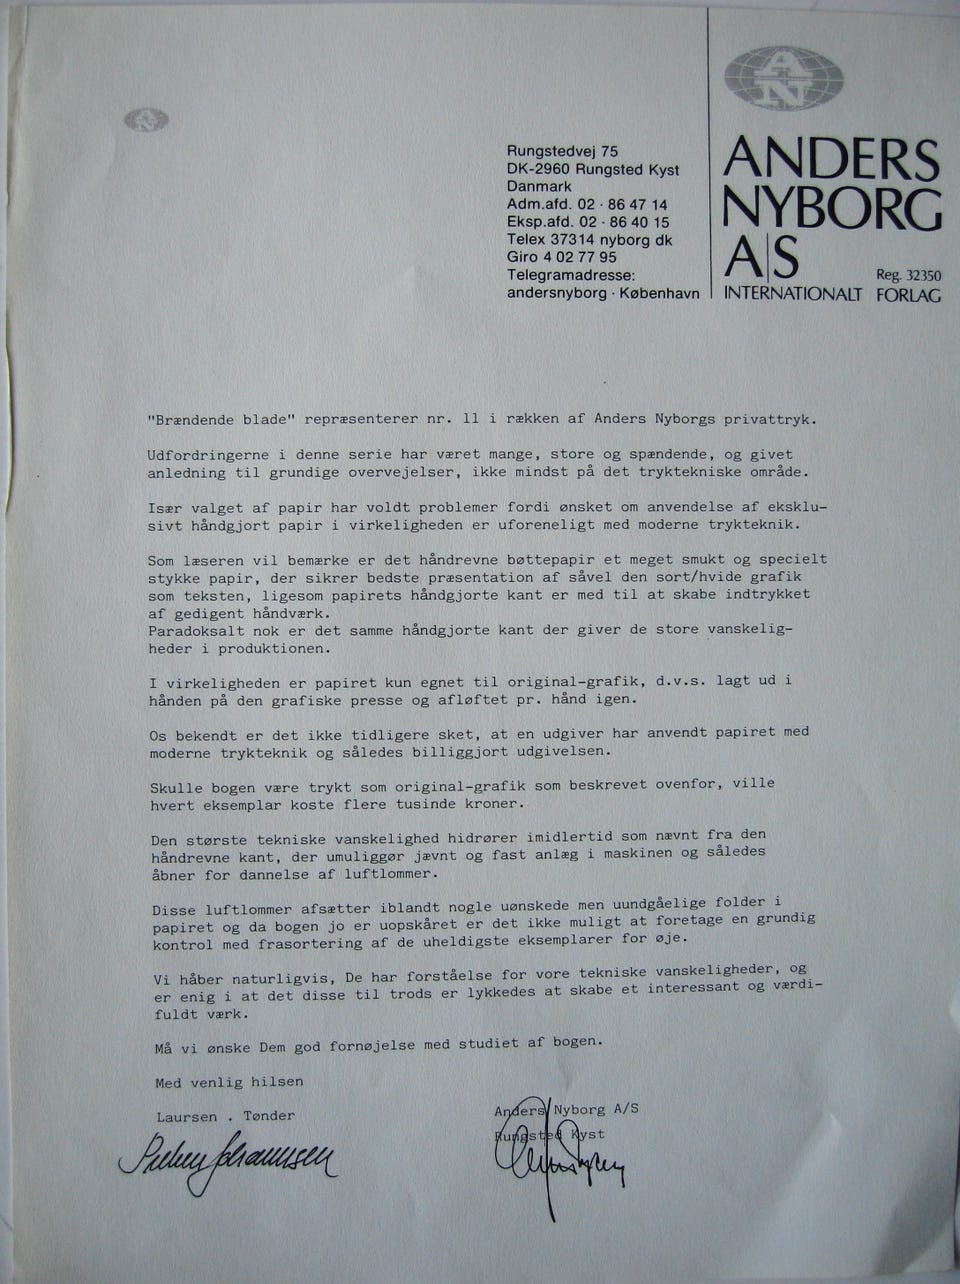 AN
Rungstedvej 75
DK-2960 Rungsted Kyst
Danmark
Adm.afd. 02 · 86 47 14
Eksp.afd. 02 · 86 40 15
Telex 37314 nyborg dk
Giro 4 02 77 95
Telegramadresse:
andersnyborg · København
AN
ANDERS
NYBORG
A|S
Reg. 32350
INTERNATIONALT FORLAG
"Brændende blade" repræsenterer nr. 11 i rækken af Anders Nyborgs privattryk.
Udfordringerne i denne serie har været mange, store og spændende, og givet
anledning til grundige overvejelser, ikke mindst på det tryktekniske område.
Især valget af papir har voldt problemer fordi ønsket om anvendelse af eksklu-
sivt håndgjort papir i virkeligheden er uforeneligt med moderne trykteknik.
Som læseren vil bemærke er det håndrevne bøttepapir et meget smukt og specielt
stykke papir, der sikrer bedste præsentation af såvel den sort/hvide grafik
som teksten, ligesom papirets håndgjorte kant er med til at skabe indtrykket
af gedigent håndværk.
Paradoksalt nok er det samme håndgjorte kant der giver de store vanskelig-
heder i produktionen.
I virkeligheden er papiret kun egnet til original-grafik, d.v.s. lagt ud i
hånden på den grafiske presse og afløftet pr. hånd igen.
Os bekendt er det ikke tidligere sket, at en udgiver har anvendt papiret med
moderne trykteknik og således billiggjort udgivelsen.
Skulle bogen være trykt som original-grafik som beskrevet ovenfor, ville
hvert eksemplar koste flere tusinde kroner.
Den største tekniske vanskelighed hidrører imidlertid som nævnt fra den
håndrevne kant, der umuliggør jævnt og fast anlæg i maskinen og således
åbner for dannelse af luftlommer.
Disse luftlommer afsætter iblandt nogle uønskede men uundgåelige folder i
papiret og da bogen jo er uopskåret er det ikke muligt at foretage en grundig
kontrol med frasortering af de uheldigste eksemplarer for øje.
Vi håber naturligvis, De har forståelse for vore tekniske vanskeligheder, og
er enig i at det disse til trods er lykkedes at skabe et interessant og værdi-
fuldt værk.
Må vi ønske Dem god fornøjelse med studiet af bogen.
Med venlig hilsen
Laursen . Tønder
Anders Nyborg A/S
Rungsted Kyst